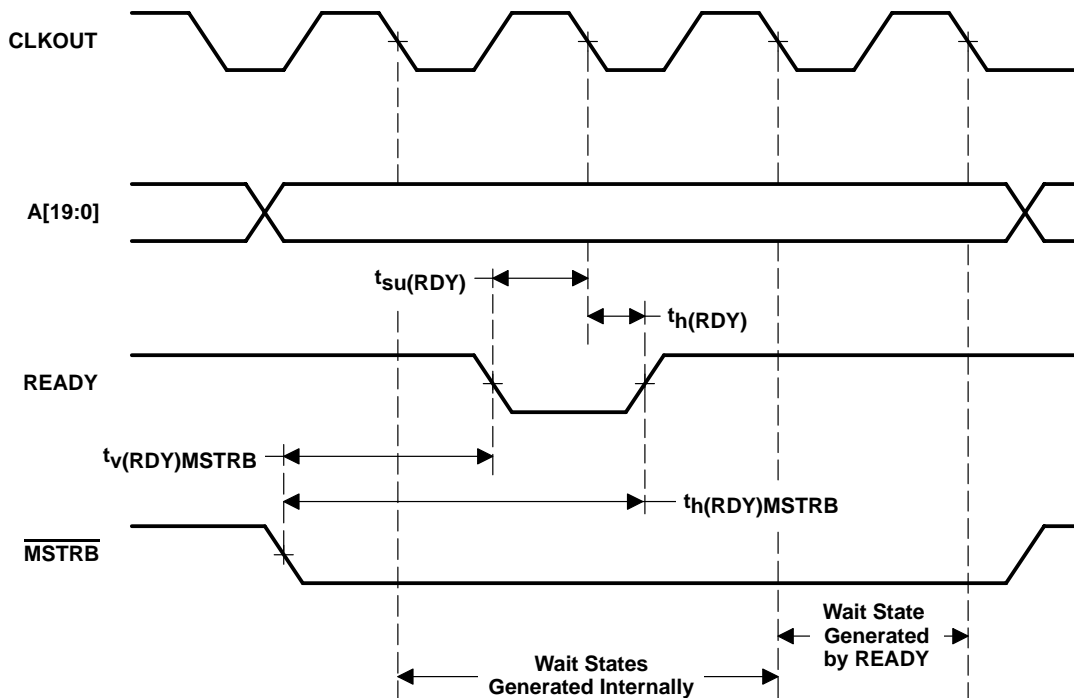 CLKOUT
A[19:0]
tsu(RDY)
th(RDY)
READY
tv(RDY)MSTRB
th(RDY)MSTRB
MSTRB
Wait State
Generated
by READY
Wait States
Generated Internally